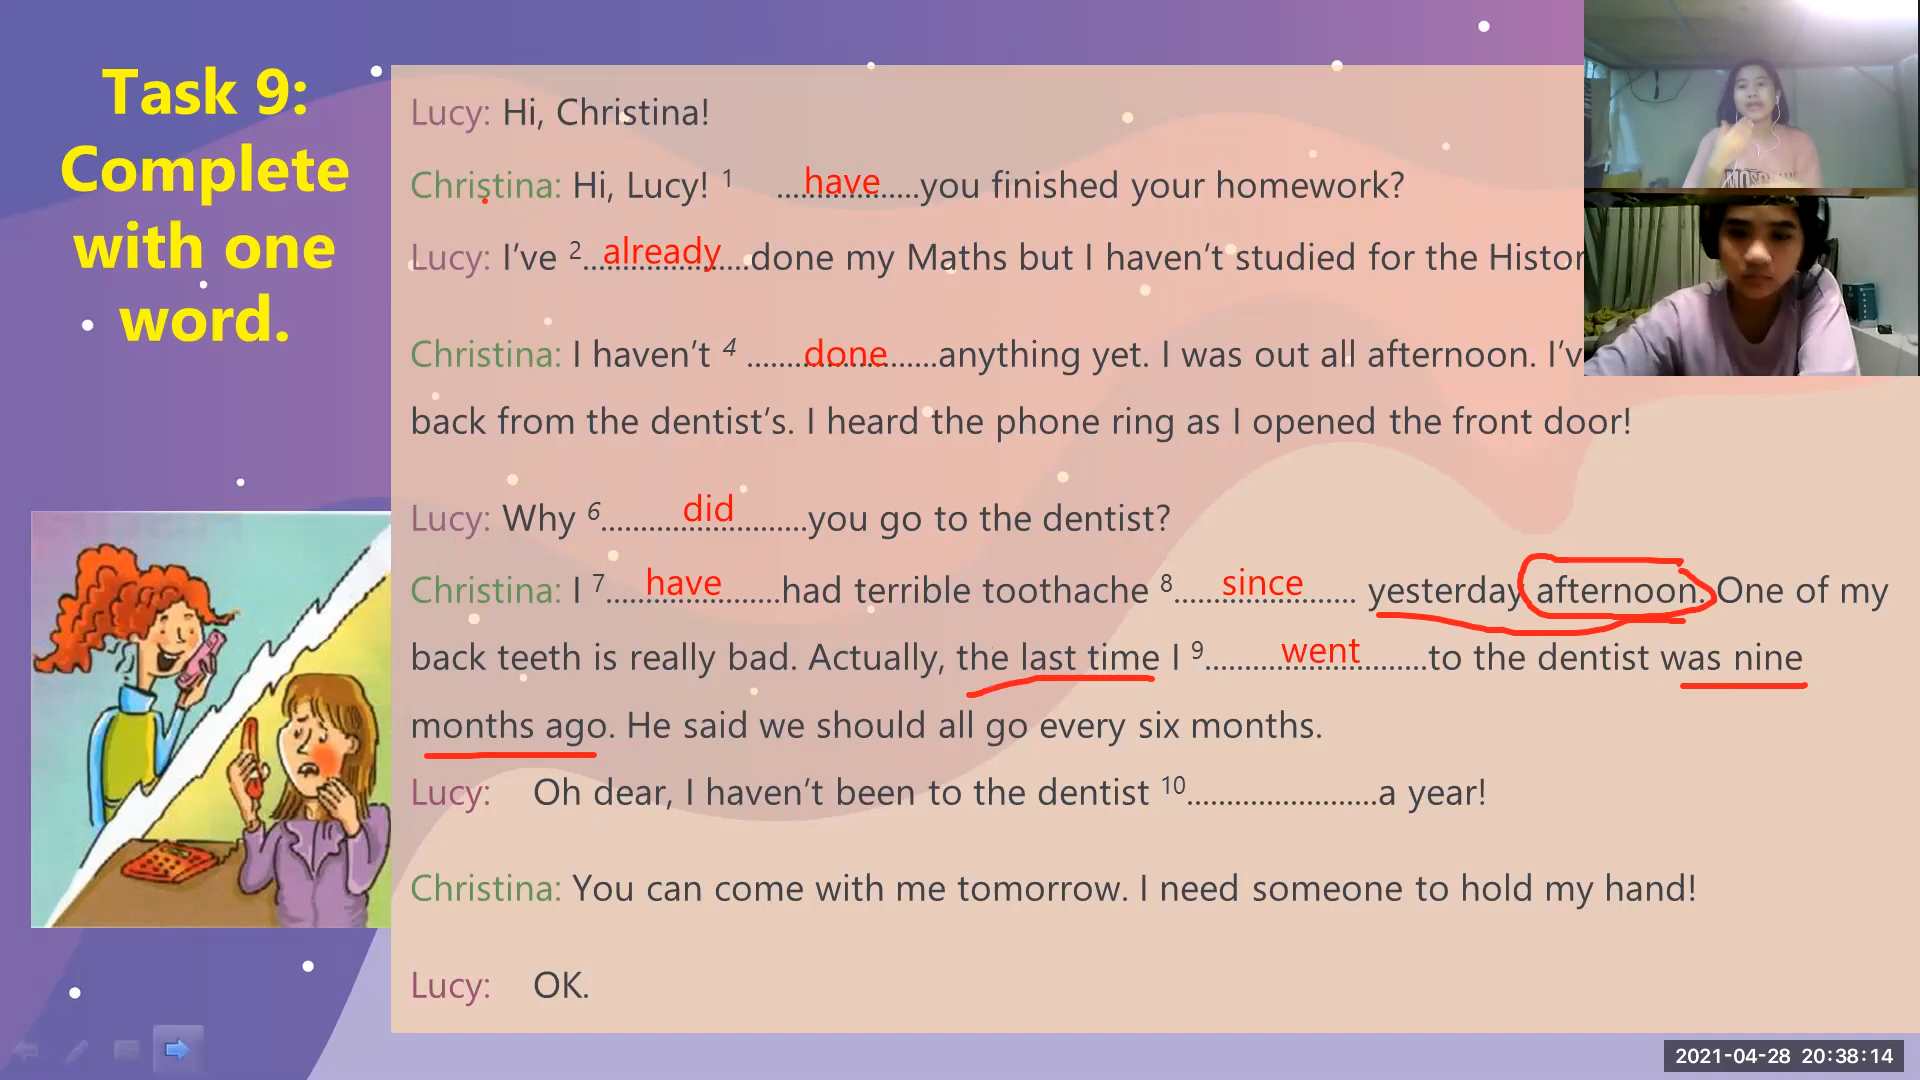 Task 9:
Complete
with one
word.
Lucy: Hi, Christina!
Christina: Hi, Lucy! 1 ....have....you finished your homework?
Lucy: I've 2....already....done my Maths but I haven't studied for the Histor
Christina: I haven't 4 ....done....anything yet. I was out all afternoon. I'v
back from the dentist's. I heard the phone ring as I opened the front door!
Lucy: Why 6....did....you go to the dentist?
Christina: I 7....have....had terrible toothache 8....since.... yesterday afternoon. One of my
back teeth is really bad. Actually, the last time I 9....went....to the dentist was nine
months ago. He said we should all go every six months.
Lucy: Oh dear, I haven't been to the dentist 10........................a year!
Christina: You can come with me tomorrow. I need someone to hold my hand!
Lucy: OK.
2021-04-28 20:38:14